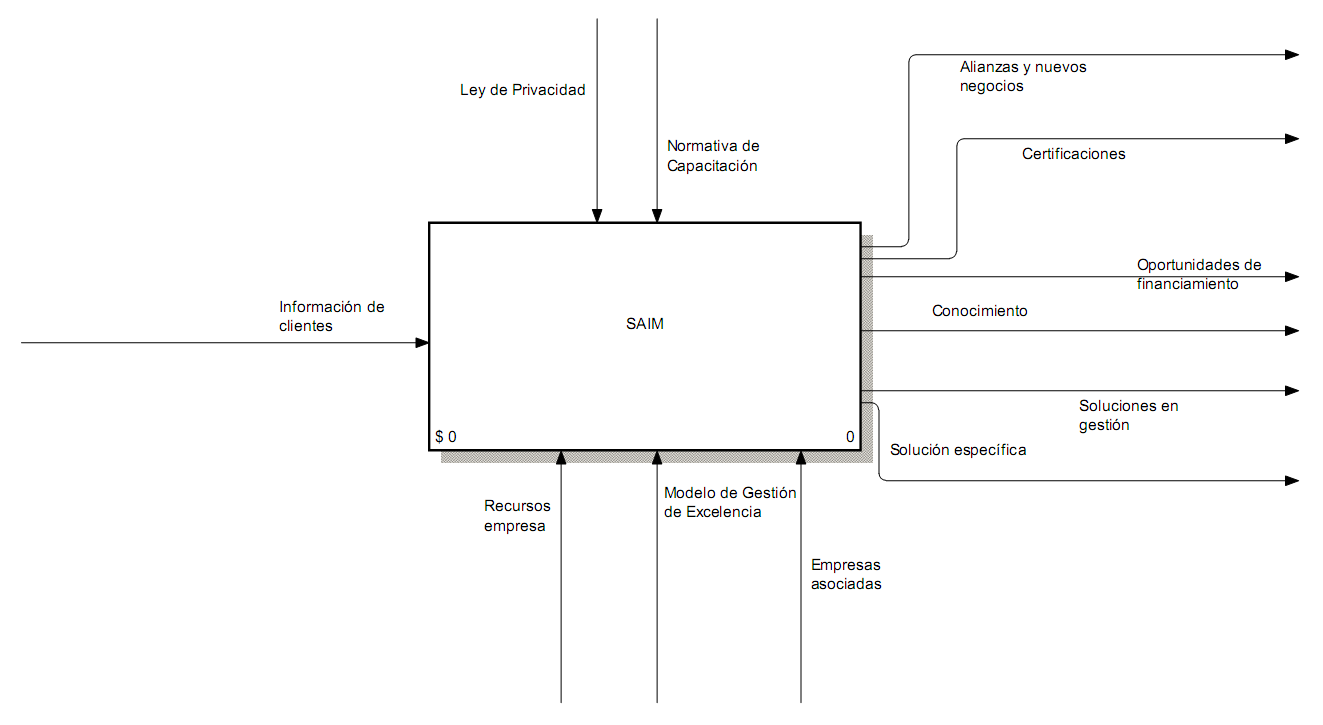 Alianzas y nuevos
negocios
Ley de Privacidad
Normativa de
Capacitación
Certificaciones
Oportunidades de
financiamiento
Información de
clientes
Conocimiento
SAIM
Soluciones en
gestión
$ 0
0
Solución específica
Recursos
empresa
Modelo de Gestión
de Excelencia
Empresas
asociadas